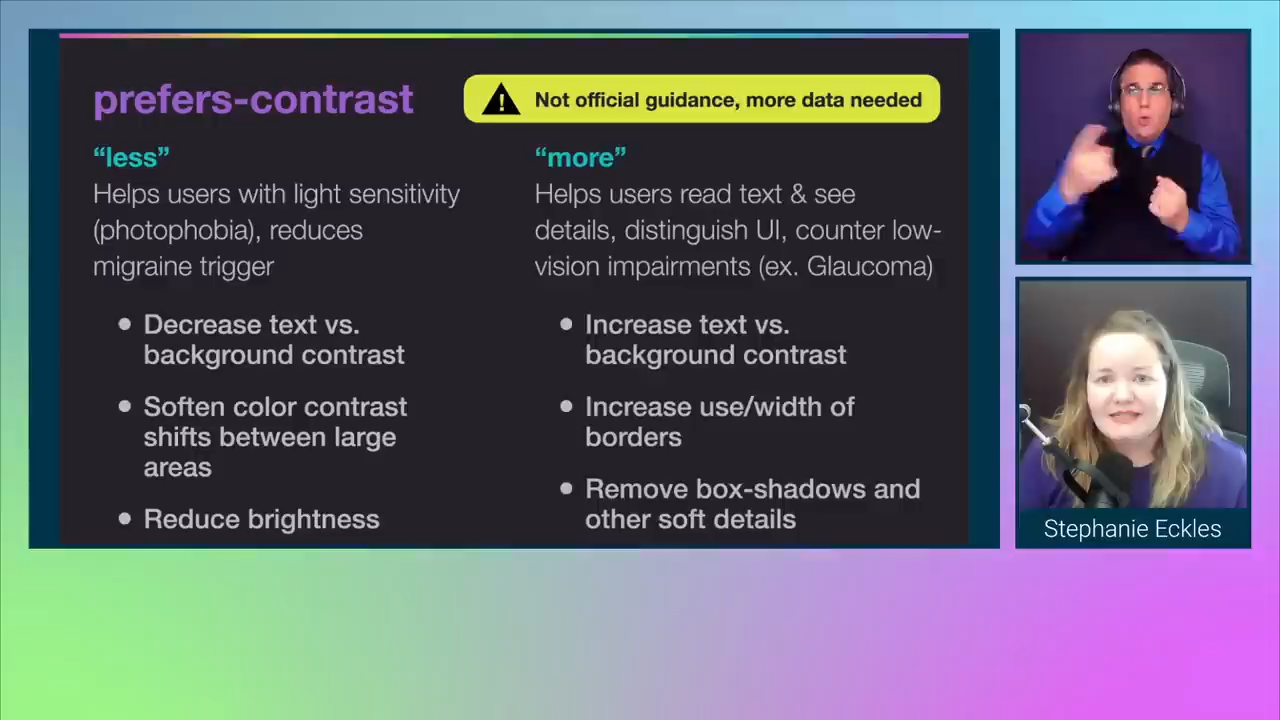 prefers-contrast
Not official guidance, more data needed
“less”
Helps users with light sensitivity
(photophobia), reduces
migraine trigger
Decrease text vs.
background contrast
Soften color contrast
shifts between large
areas
Reduce brightness
“more”
Helps users read text & see
details, distinguish UI, counter low-
vision impairments (ex. Glaucoma)
Increase text vs.
background contrast
Increase use/width of
borders
Remove box-shadows and
other soft details
Stephanie Eckles